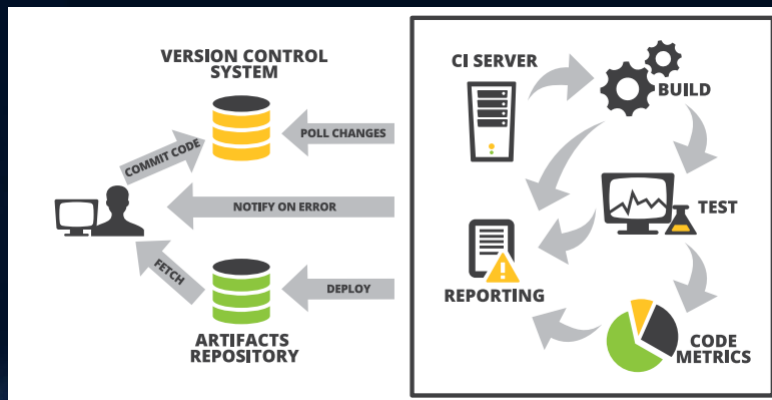 VERSION CONTROL
SYSTEM
COMMIT CODE
POLL CHANGES
NOTIFY ON ERROR
FETCH
DEPLOY
ARTIFACTS
REPOSITORY
CI SERVER
BUILD
TEST
REPORTING
CODE
METRICS